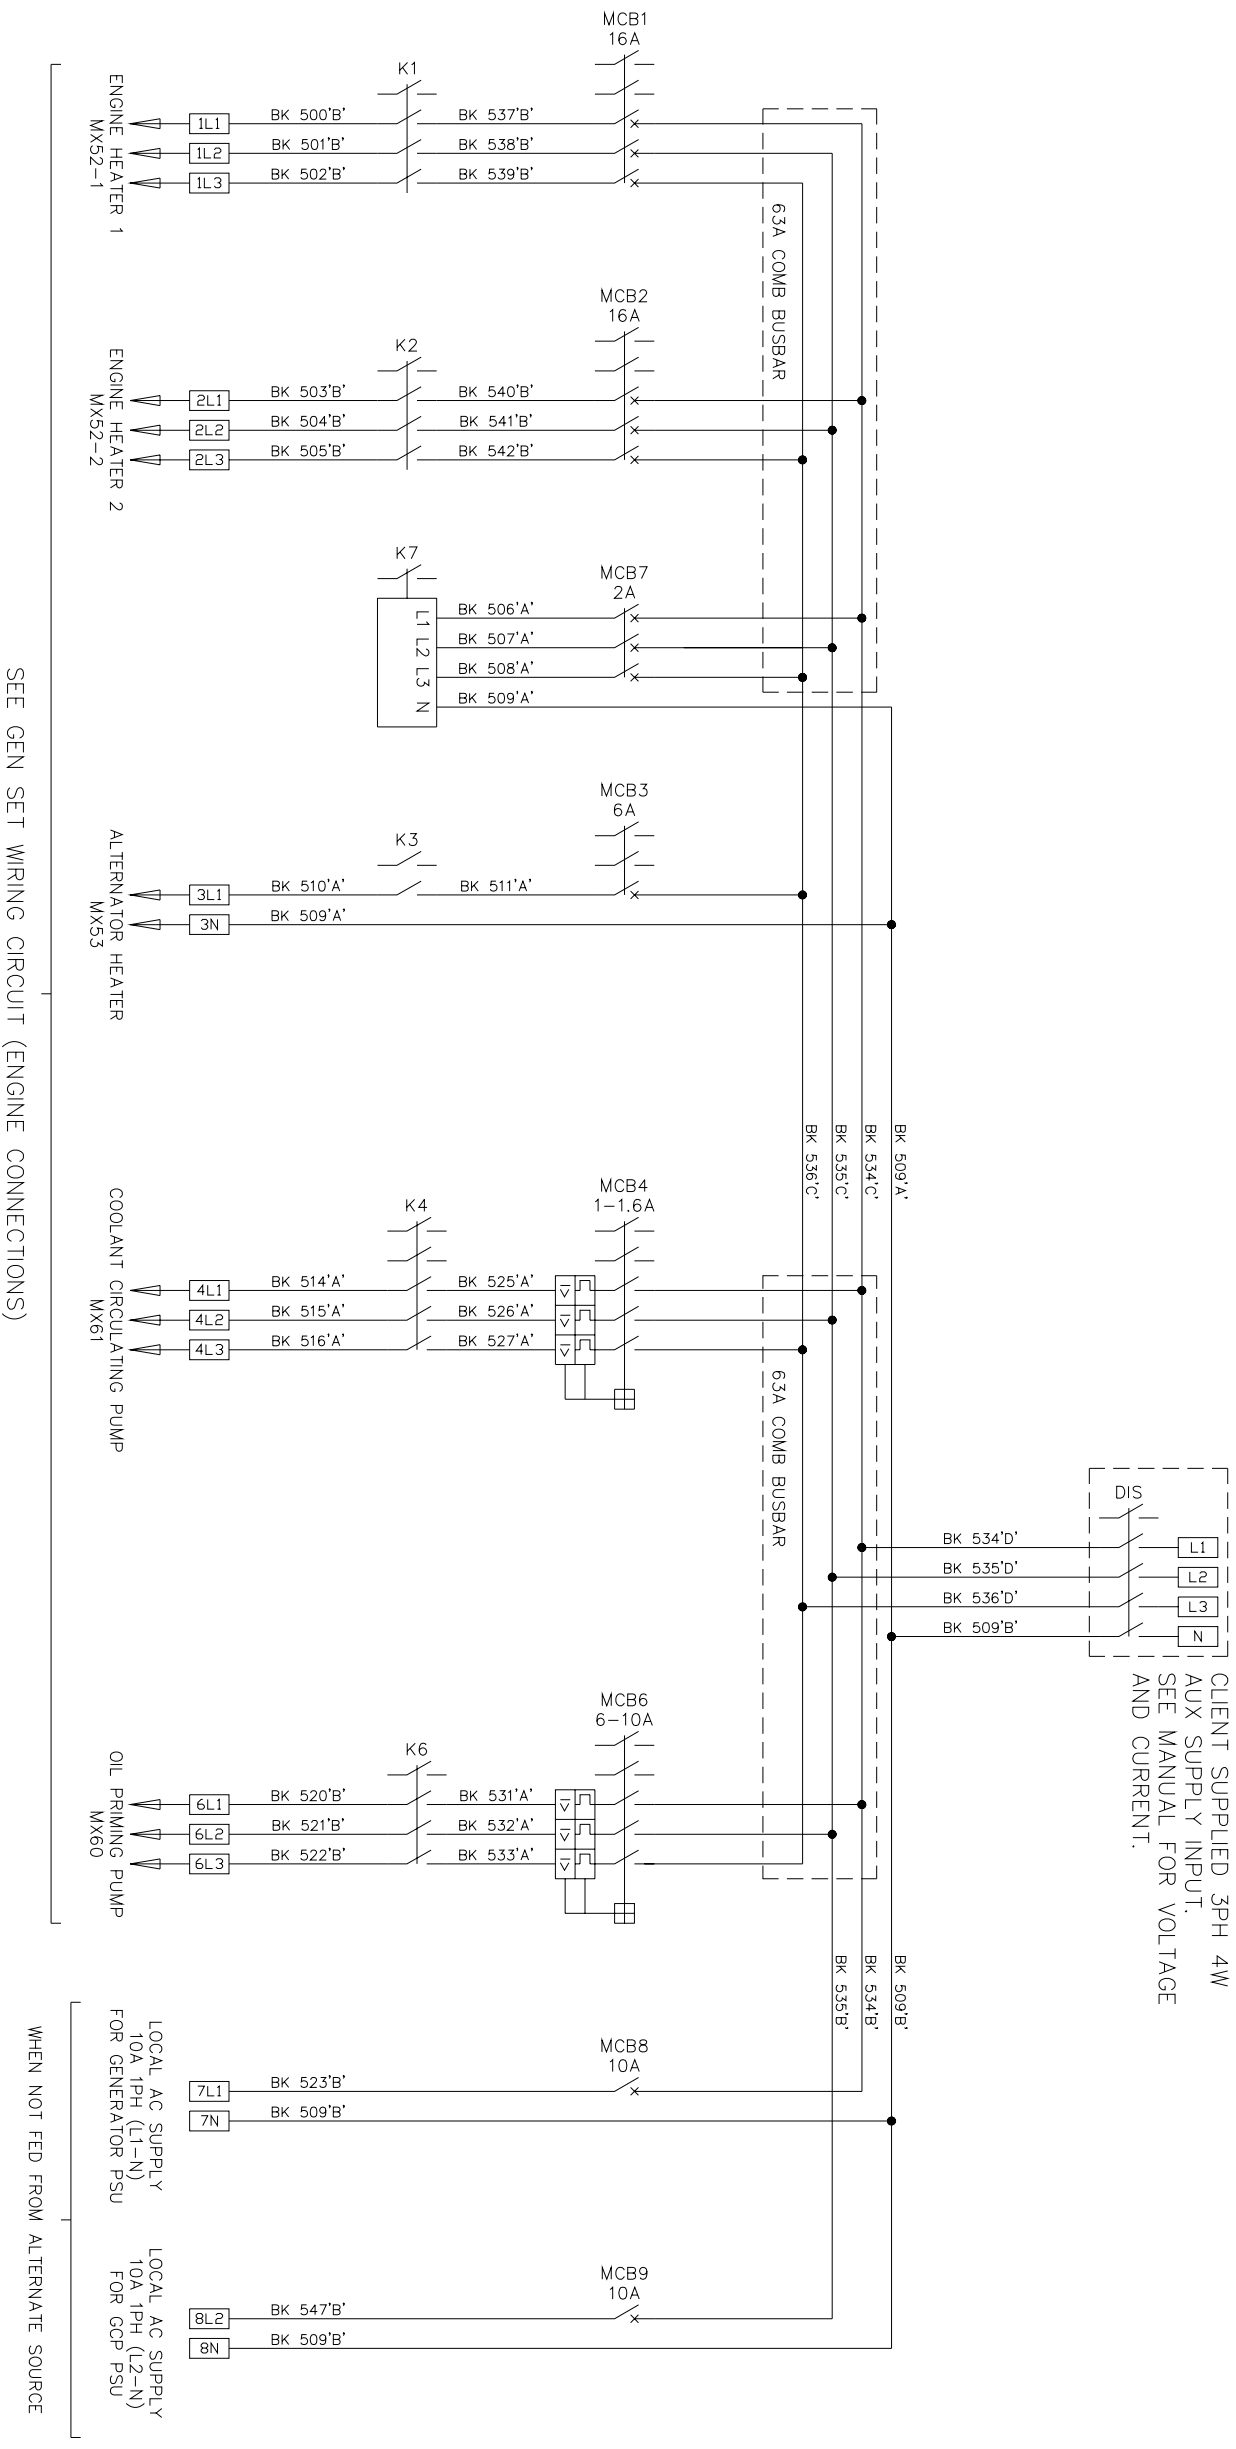 MCB1
16A
K1
BK 500'B'
BK 537'B'
1L1
BK 501'B'
BK 538'B'
1L2
BK 502'B'
BK 539'B'
1L3
ENGINE HEATER 1
MX52-1
63A COMB BUSBAR
MCB2
16A
K2
BK 503'B'
BK 540'B'
2L1
BK 504'B'
BK 541'B'
2L2
BK 505'B'
BK 542'B'
2L3
ENGINE HEATER 2
MX52-2
K7
MCB7
2A
L1
BK 506'A'
L2
BK 507'A'
L3
BK 508'A'
N
BK 509'A'
MCB3
6A
K3
BK 510'A'
BK 511'A'
3L1
BK 509'A'
3N
ALTERNATOR HEATER
MX53
BK 536'C'
BK 535'C'
BK 534'C'
BK 509'A'
MCB4
1-1.6A
K4
BK 514'A'
BK 525'A'
4L1
BK 515'A'
BK 526'A'
4L2
BK 516'A'
BK 527'A'
4L3
COOLANT CIRCULATING PUMP
MX61
63A COMB BUSBAR
DIS
BK 534'D'
L1
BK 535'D'
L2
BK 536'D'
L3
BK 509'B'
N
CLIENT SUPPLIED 3PH 4W
AUX SUPPLY INPUT.
SEE MANUAL FOR VOLTAGE
AND CURRENT.
MCB6
6-10A
K6
BK 520'B'
BK 531'A'
6L1
BK 521'B'
BK 532'A'
6L2
BK 522'B'
BK 533'A'
6L3
OIL PRIMING PUMP
MX60
SEE GEN SET WIRING CIRCUIT (ENGINE CONNECTIONS)
BK 535'B'
BK 534'B'
BK 509'B'
MCB8
10A
BK 523'B'
7L1
BK 509'B'
7N
LOCAL AC SUPPLY
10A 1PH (L1-N)
FOR GENERATOR PSU
MCB9
10A
BK 547'B'
8L2
BK 509'B'
8N
LOCAL AC SUPPLY
10A 1PH (L2-N)
FOR GCP PSU
WHEN NOT FED FROM ALTERNATE SOURCE